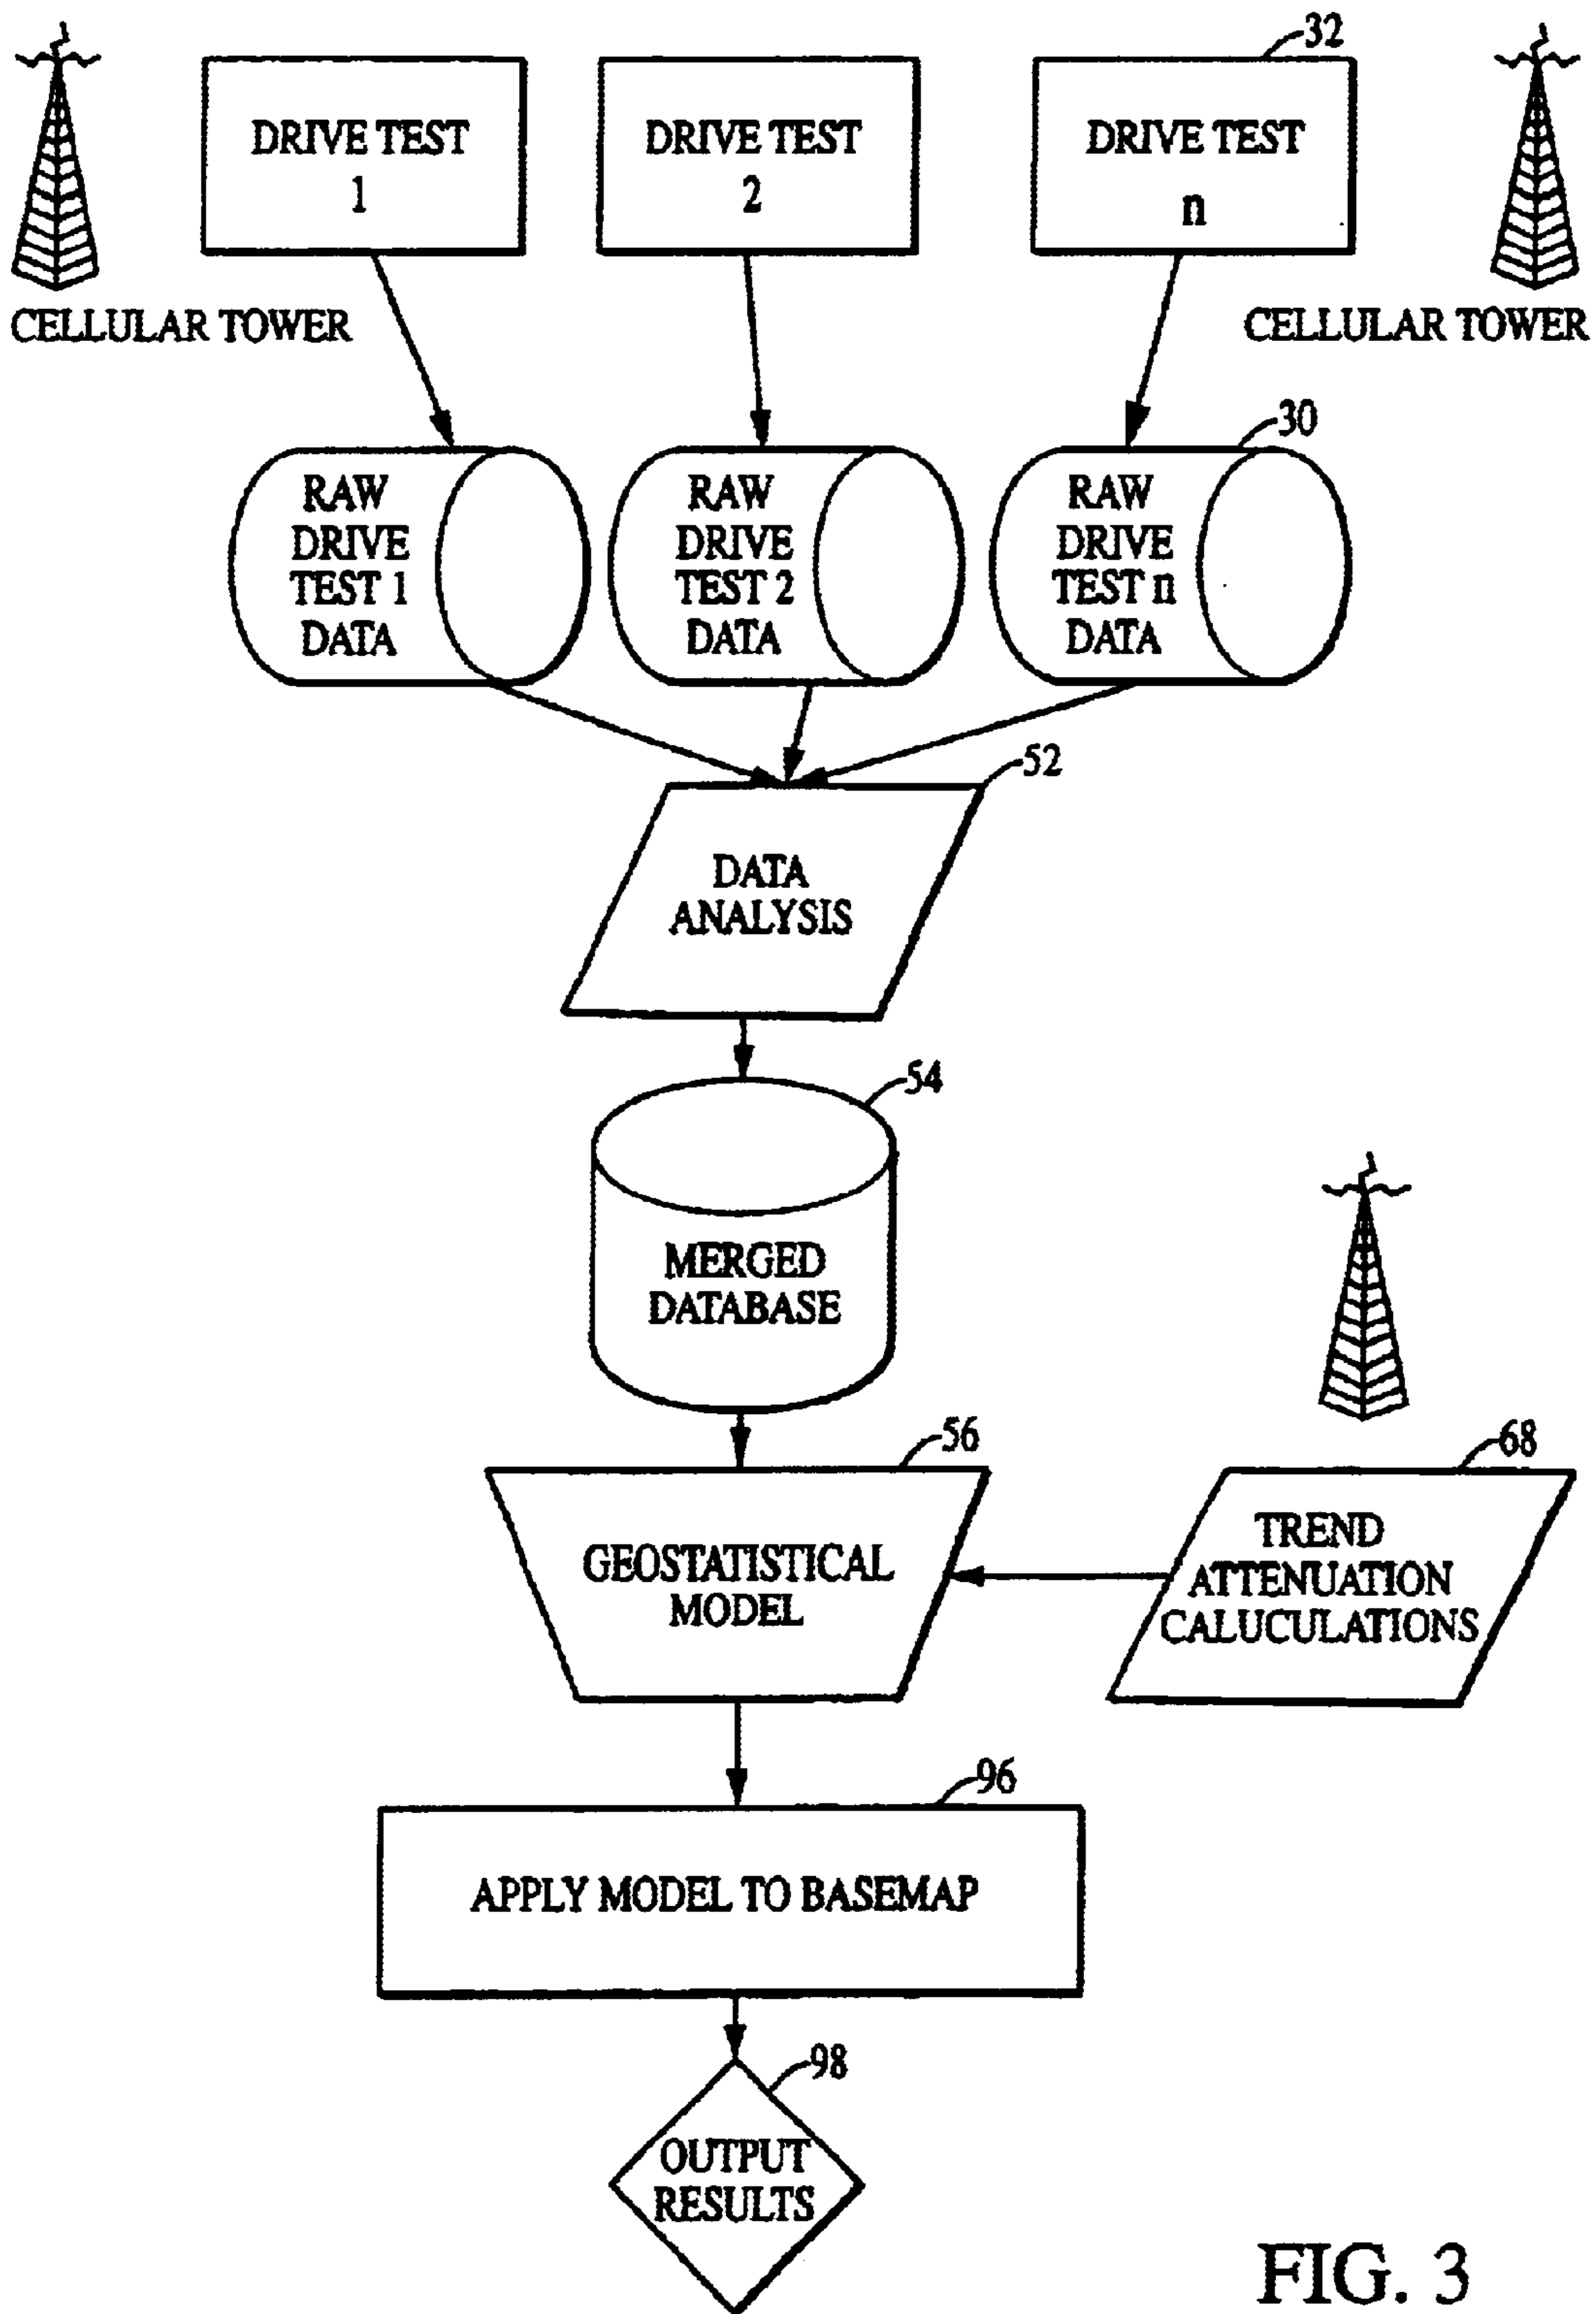 32
DRIVE TEST
1
DRIVE TEST
2
DRIVE TEST
n
CELLULAR TOWER
CELLULAR TOWER
30
RAW
DRIVE
TEST 1
DATA
RAW
DRIVE
TEST 2
DATA
RAW
DRIVE
TEST n
DATA
52
DATA
ANALYSIS
54
MERGED
DATABASE
56
GEOSTATISTICAL
MODEL
68
TREND
ATTENUATION
CALUCULATIONS
96
APPLY MODEL TO BASEMAP
98
OUTPUT
RESULTS
FIG. 3